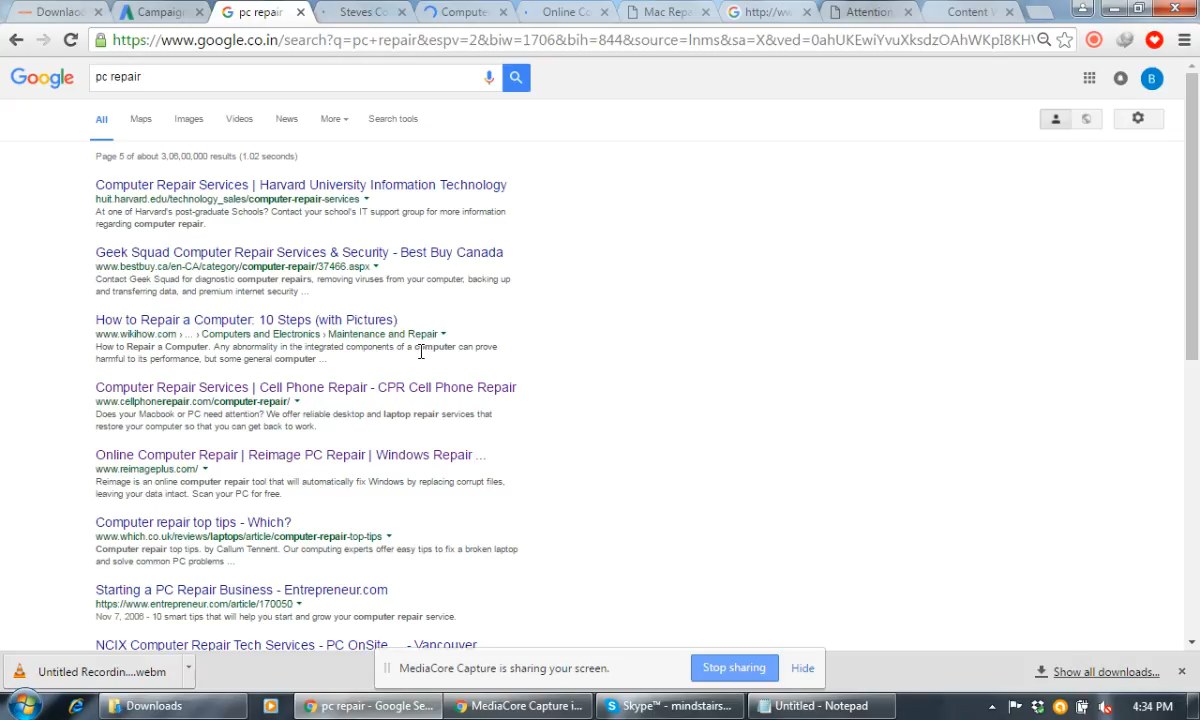 Downlaod
Campaign
pc repair
Steves Co
Compute
Online Co
Mac Rep
http://ww
Attention
Content
https://www.google.co.in/search?q=pc+repair&espv=2&biw=1706&bih=844&source=lnms&sa=X&ved=0ahUKEwiYvuXksdzOAhWKpI8KH
Google
pc repair
B
All
Maps
Images
Videos
News
More
Search tools
Page 5 of about 3,06,00,000 results (1.02 seconds)
Computer Repair Services | Harvard University Information Technology
huit.harvard.edu/technology_sales/computer-repair-services
At one of Harvard's post-graduate Schools? Contact your school's IT support group for more information
regarding computer repair.
Geek Squad Computer Repair Services & Security - Best Buy Canada
www.bestbuy.ca/en-CA/category/computer-repair/37466.aspx
Contact Geek Squad for diagnostic computer repairs, removing viruses from your computer, backing up
and transferring data, and premium internet security ...
How to Repair a Computer: 10 Steps (with Pictures)
www.wikihow.com › ... › Computers and Electronics › Maintenance and Repair
How to Repair a Computer. Any abnormality in the integrated components of a computer can prove
harmful to its performance, but some general computer ...
Computer Repair Services | Cell Phone Repair - CPR Cell Phone Repair
www.cellphonerepair.com/computer-repair/
Does your Macbook or PC need attention? We offer reliable desktop and laptop repair services that
restore your computer so that you can get back to work.
Online Computer Repair | Reimage PC Repair | Windows Repair ...
www.reimageplus.com/
Reimage is an online computer repair tool that will automatically fix Windows by replacing corrupt files,
leaving your data intact. Scan your PC for free.
Computer repair top tips - Which?
www.which.co.uk/reviews/laptops/article/computer-repair-top-tips
Computer repair top tips. by Callum Tennent. Our computing experts offer easy tips to fix a broken laptop
and solve common PC problems ...
Starting a PC Repair Business - Entrepreneur.com
https://www.entrepreneur.com/article/170050
Nov 7, 2006 - 10 smart tips that will help you start and grow your computer repair service.
NCIX Computer Repair Tech Services - PC OnSite ... - Vancouver
Untitled Recording....webm
MediaCore Capture is sharing your screen.
Stop sharing
Hide
Show all downloads...
Downloads
pc repair - Google Se...
MediaCore Capture i...
Skype™ - mindstairs...
Untitled - Notepad
4:34 PM